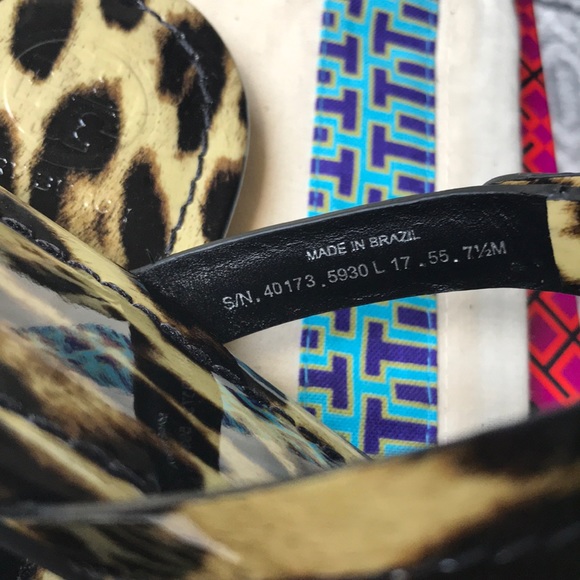 MADE IN BRAZIL
S/N. 40173 . 5930 L 17 . 55 . 7½M